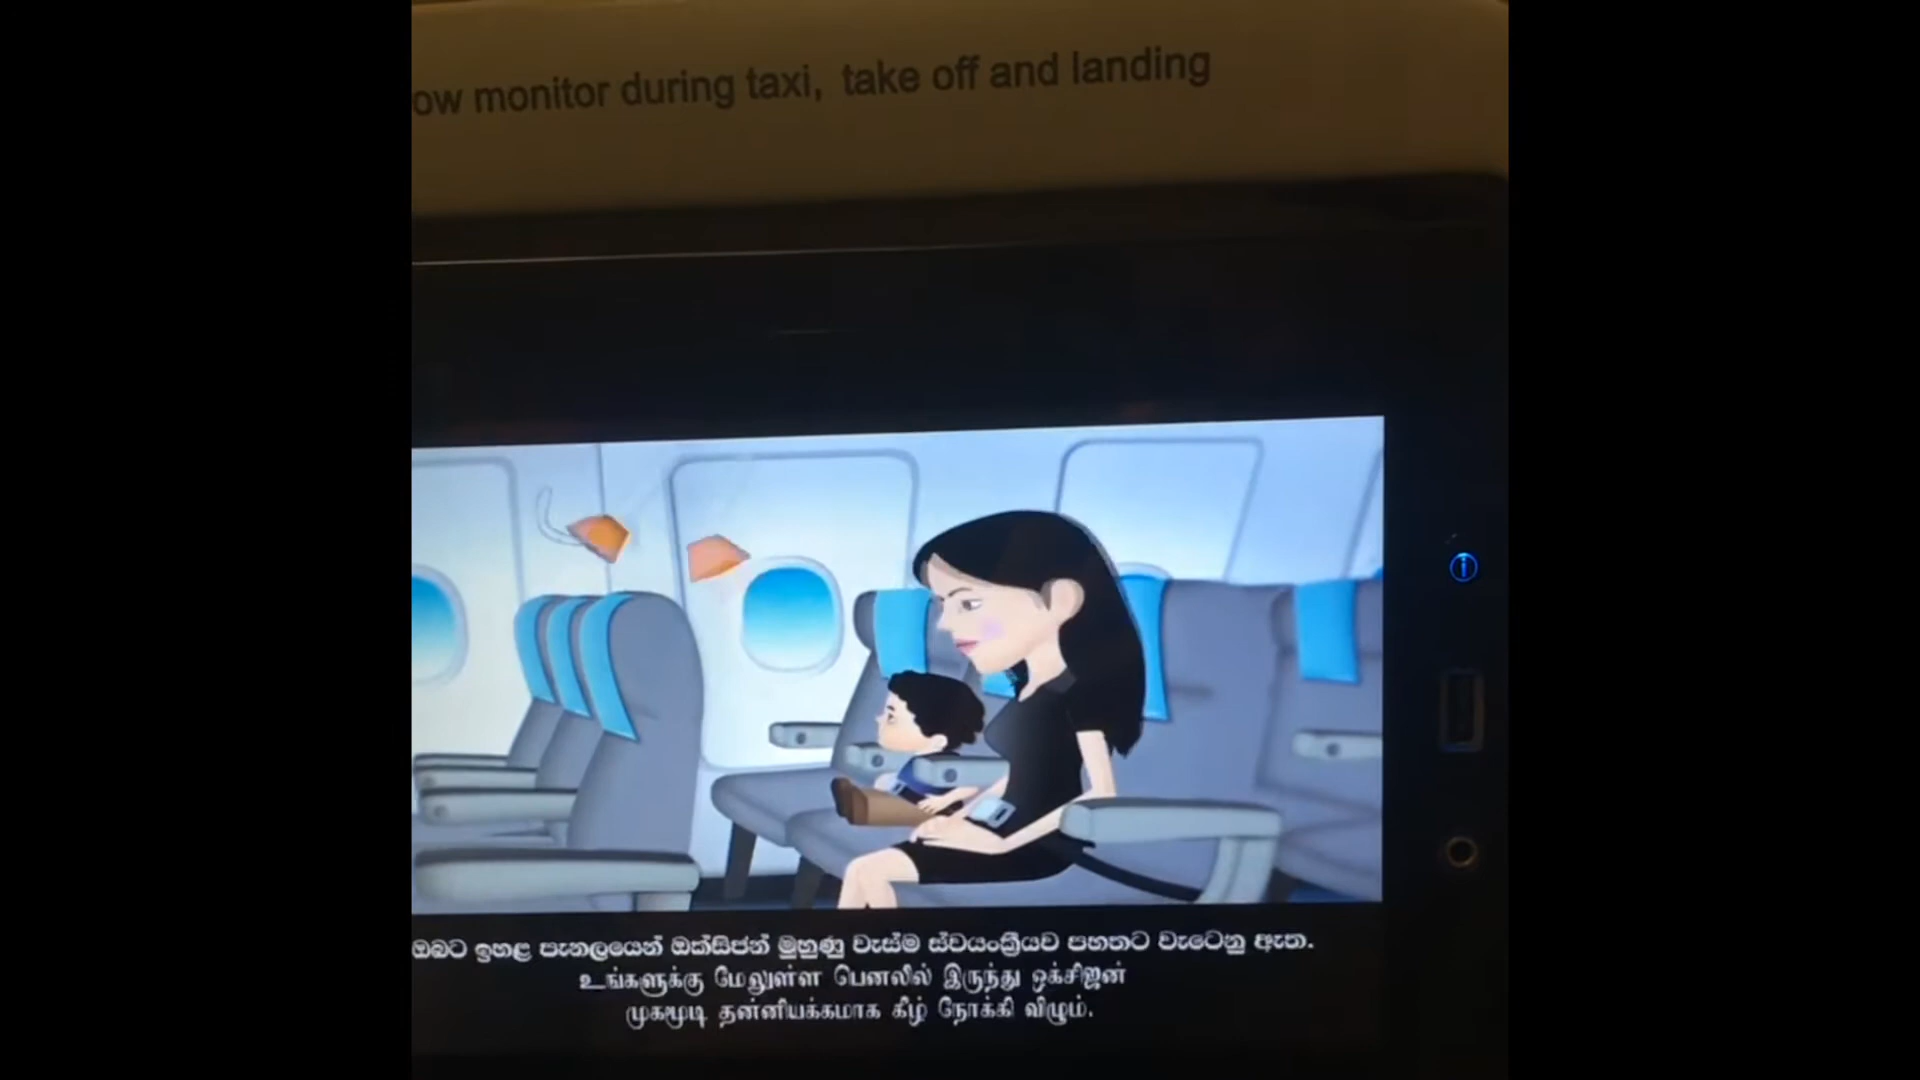 ow monitor during taxi, take off and landing
ඔබට ඉහළ පැනලයෙන් ඔක්සිජන් මුහුණු වැස්ම ස්වයංක්‍රීයව පහතට වැටෙනු ඇත.
உங்களுக்கு மேலுள்ள பெனலில் இருந்து ஒக்சிஜன்
முகமூடி தன்னியக்கமாக கீழ் நோக்கி விழும்.